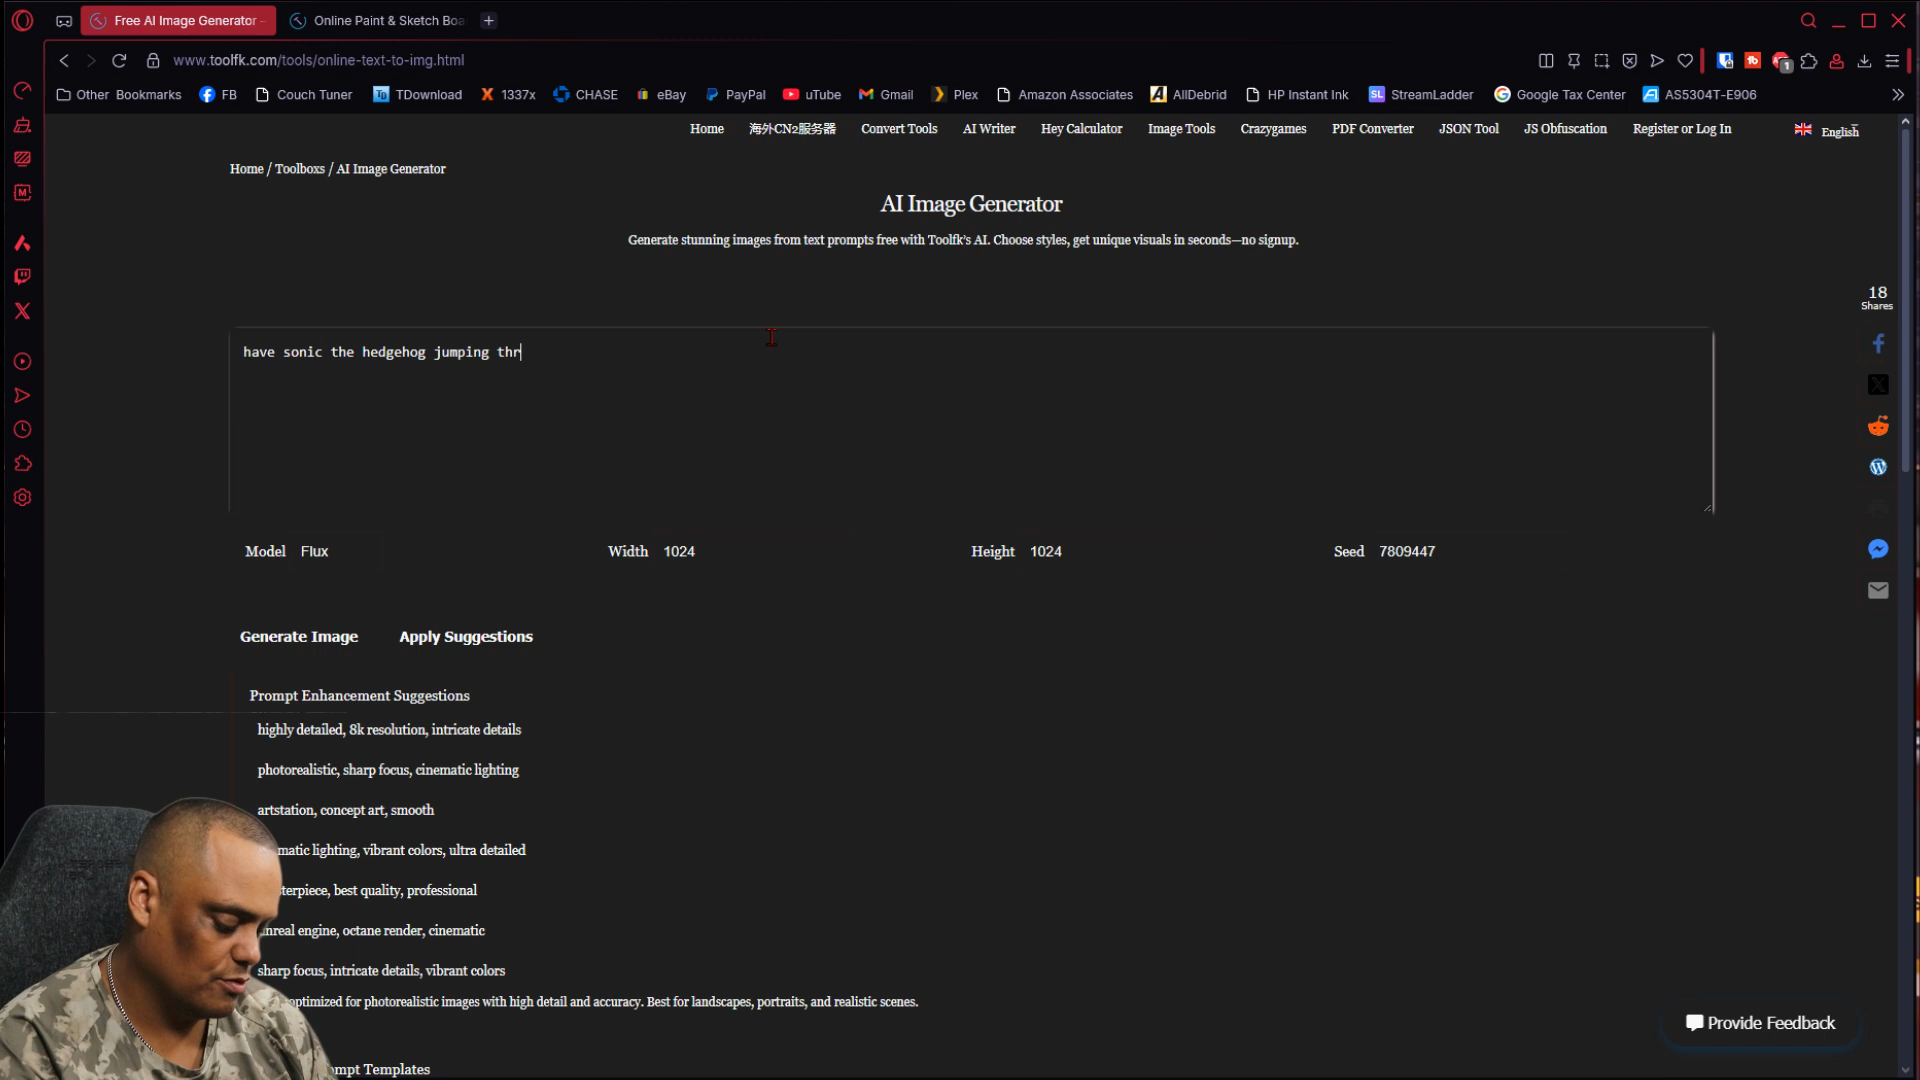 Free AI Image Generator -
Online Paint & Sketch Boa
www.toolfk.com/tools/online-text-to-img.html
1
Other Bookmarks
FB
Couch Tuner
TDownload
1337x
CHASE
eBay
PayPal
uTube
Gmail
Plex
Amazon Associates
AllDebrid
HP Instant Ink
StreamLadder
Google Tax Center
AS5304T-E906
Home
海外CN2服务器
Convert Tools
AI Writer
Hey Calculator
Image Tools
Crazygames
PDF Converter
JSON Tool
JS Obfuscation
Register or Log In
English
Home / Toolboxs / AI Image Generator
AI Image Generator
Generate stunning images from text prompts free with Toolfk's AI. Choose styles, get unique visuals in seconds—no signup.
18
Shares
have sonic the hedgehog jumping thr
Model Flux
Width 1024
Height 1024
Seed 7809447
Generate Image
Apply Suggestions
Prompt Enhancement Suggestions
highly detailed, 8k resolution, intricate details
photorealistic, sharp focus, cinematic lighting
artstation, concept art, smooth
matic lighting, vibrant colors, ultra detailed
terpiece, best quality, professional
unreal engine, octane render, cinematic
sharp focus, intricate details, vibrant colors
optimized for photorealistic images with high detail and accuracy. Best for landscapes, portraits, and realistic scenes.
Provide Feedback
mpt Templates